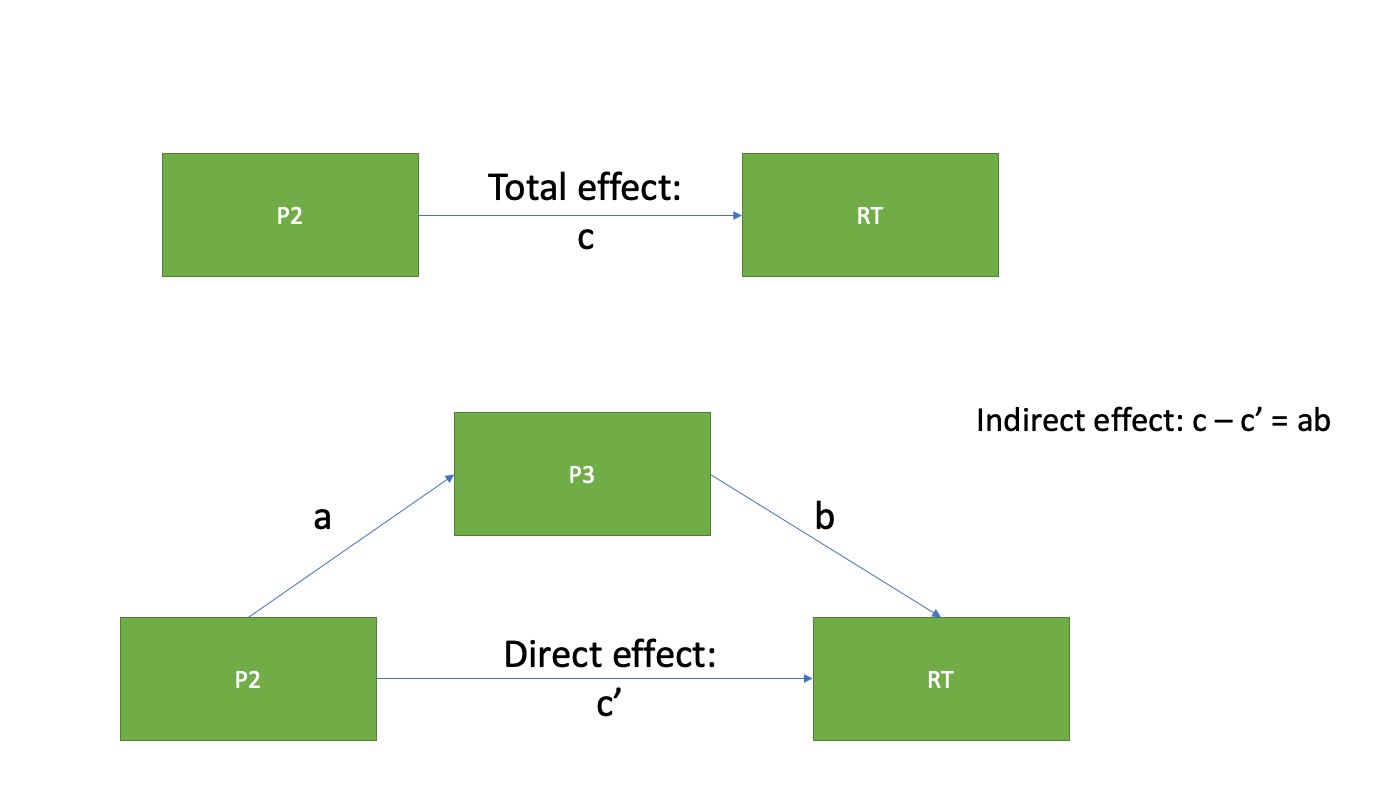 P2
Total effect:
c
RT
Indirect effect: c – c’ = ab
P3
a
b
P2
Direct effect:
c’
RT